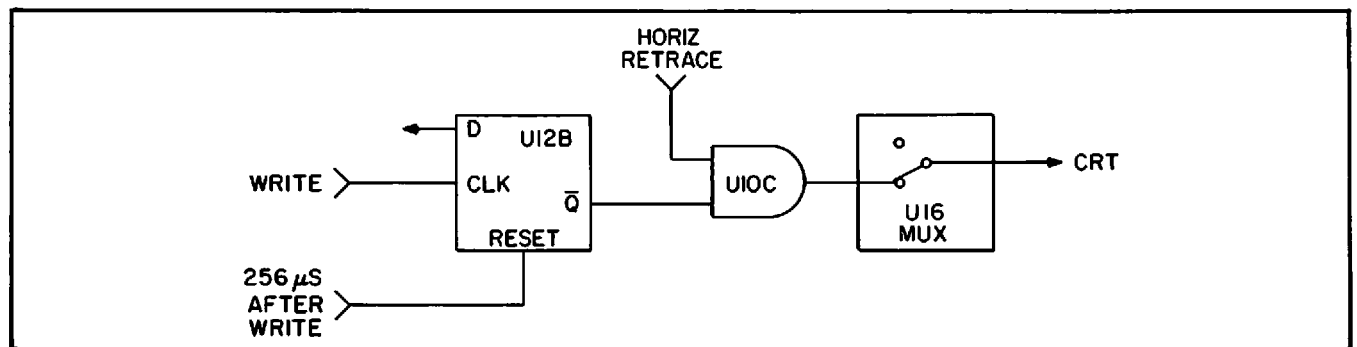 HORIZ
RETRACE
D
U12B
WRITE
CLK
Q̅
RESET
256 µS
AFTER
WRITE
U10C
U16
MUX
CRT